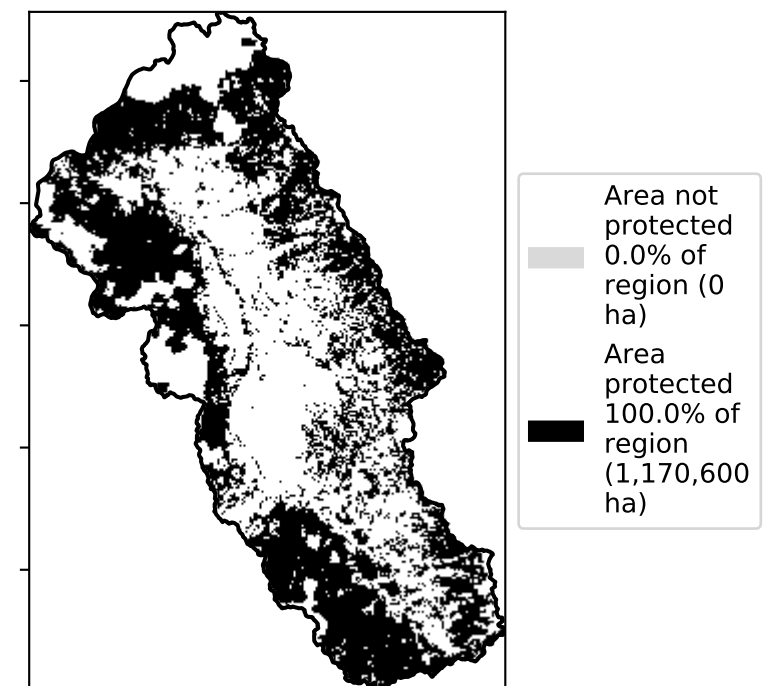 Area not
protected
0.0% of
region (0
ha)
Area
protected
100.0% of
region
(1,170,600
ha)